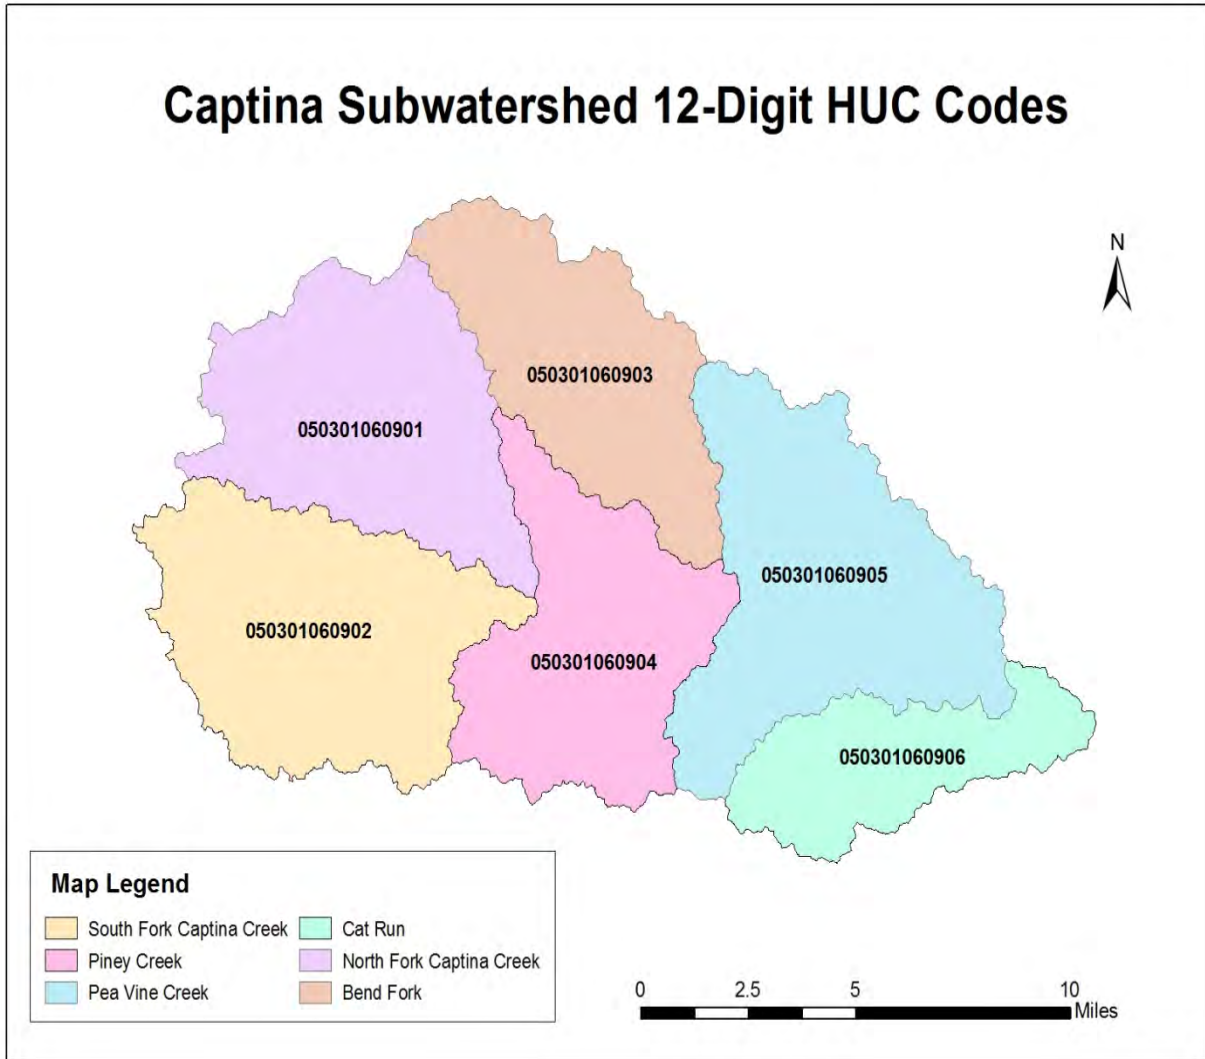 Captina Subwatershed 12-Digit HUC Codes
N
050301060903
050301060901
050301060905
050301060902
050301060904
050301060906
Map Legend
South Fork Captina Creek
Cat Run
Piney Creek
North Fork Captina Creek
Pea Vine Creek
Bend Fork
0 2.5 5 10
Miles